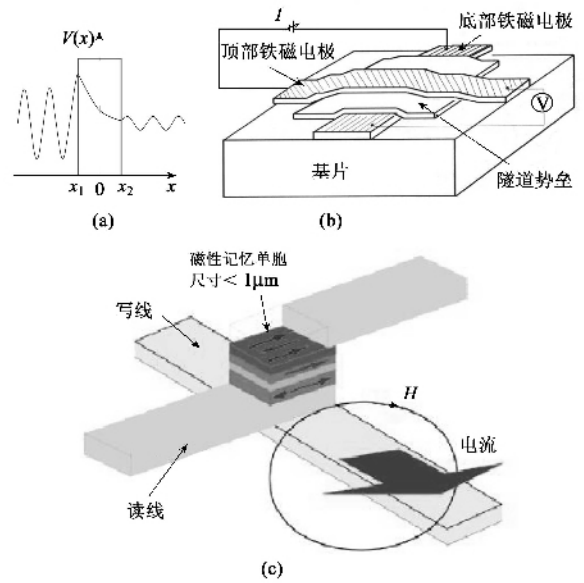 V(x)
x₁ 0 x₂ x
(a)
I
底部铁磁电极
顶部铁磁电极
V
基片
隧道势垒
(b)
磁性记忆单胞
尺寸< 1μm
写线
H
电流
读线
(c)